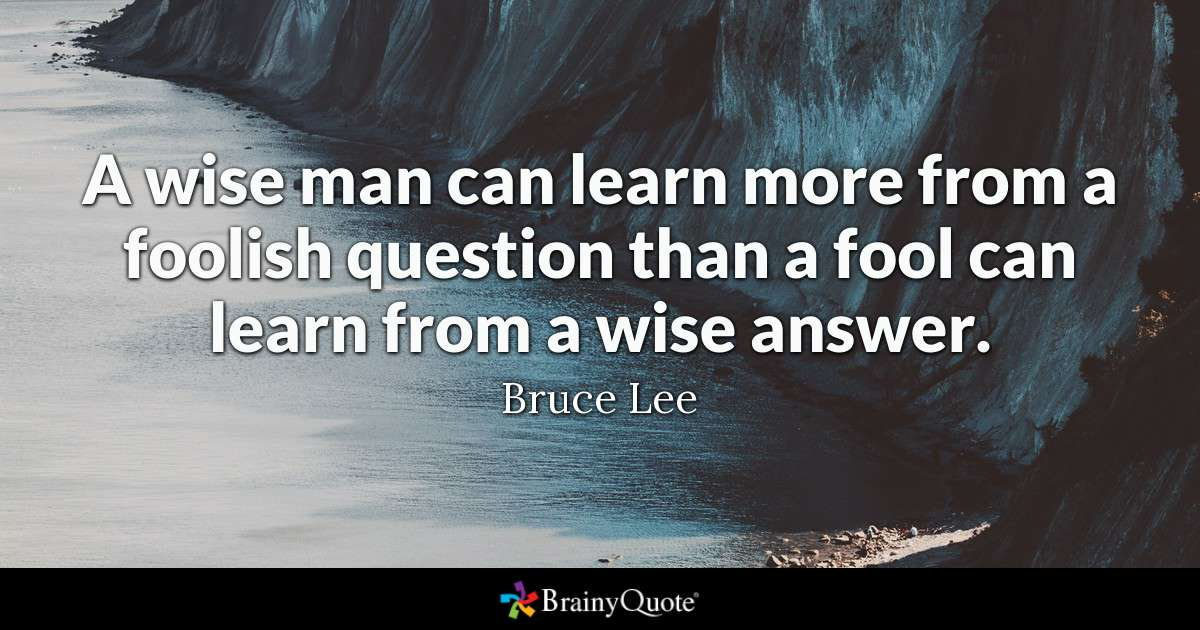 A wise man can learn more from a
foolish question than a fool can
learn from a wise answer.
Bruce Lee
BrainyQuote®